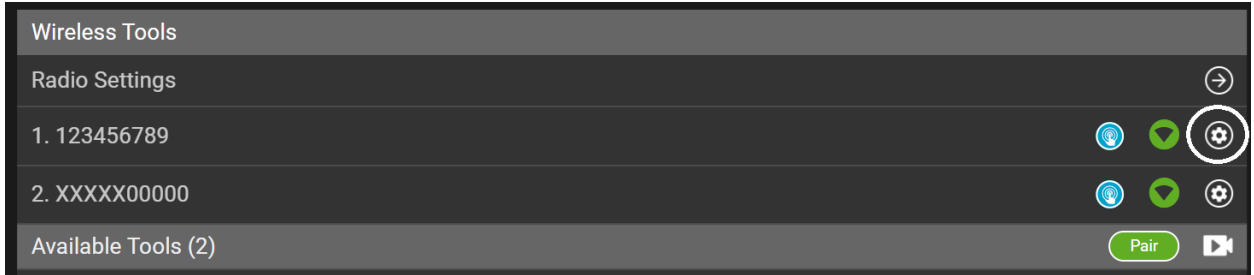 Wireless Tools
Radio Settings
1. 123456789
2. XXXXX00000
Available Tools (2) Pair